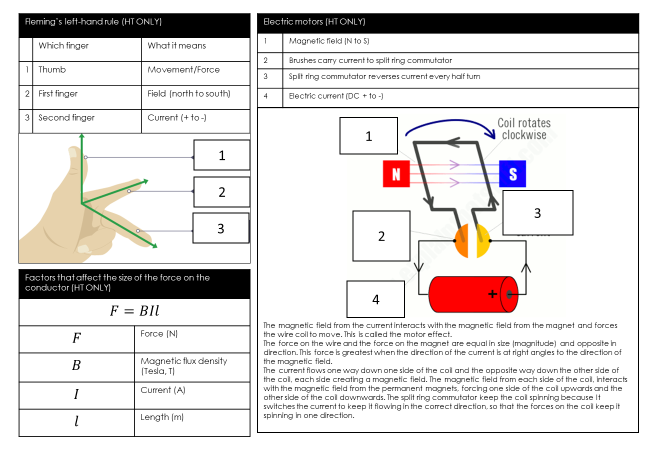 Fleming's left-hand rule (HT ONLY)
Which finger What it means
1 Thumb Movement/Force
2 First finger Field (north to south)
3 Second finger Current (+ to -)
1
2
3
Factors that affect the size of the force on the
conductor (HT ONLY)
F = BIl
F Force (N)
B Magnetic flux density
(Tesla, T)
I Current (A)
l Length (m)
Electric motors (HT ONLY)
1 Magnetic field (N to S)
2 Brushes carry current to split ring commutator
3 Split ring commutator reverses current every half turn
4 Electric current (DC + to -)
Coil rotates
clockwise
1
N S
3
2
4
+
The magnetic field from the current interacts with the magnetic field from the magnet and forces
the wire coil to move. This is called the motor effect.
The force on the wire and the force on the magnet are equal in size (magnitude) and opposite in
direction. This force is greatest when the direction of the current is at right angles to the direction of
the magnetic field.
The current flows one way down one side of the coil and the opposite way down the other side of
the coil, each side creating a magnetic field. The magnetic field from each side of the coil, interacts
with the magnetic field from the permanent magnets, forcing one side of the coil upwards and the
other side of the coil downwards. The split ring commutator keep the coil spinning because it
switches the current to keep it flowing in the correct direction, so that the forces on the coil keep it
spinning in one direction.